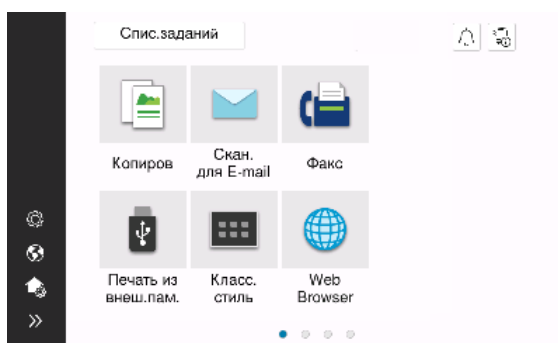 Спис.заданий
Копиров
Скан.
для E-mail
Факс
Печать из
внеш.пам.
Класс.
стиль
Web
Browser